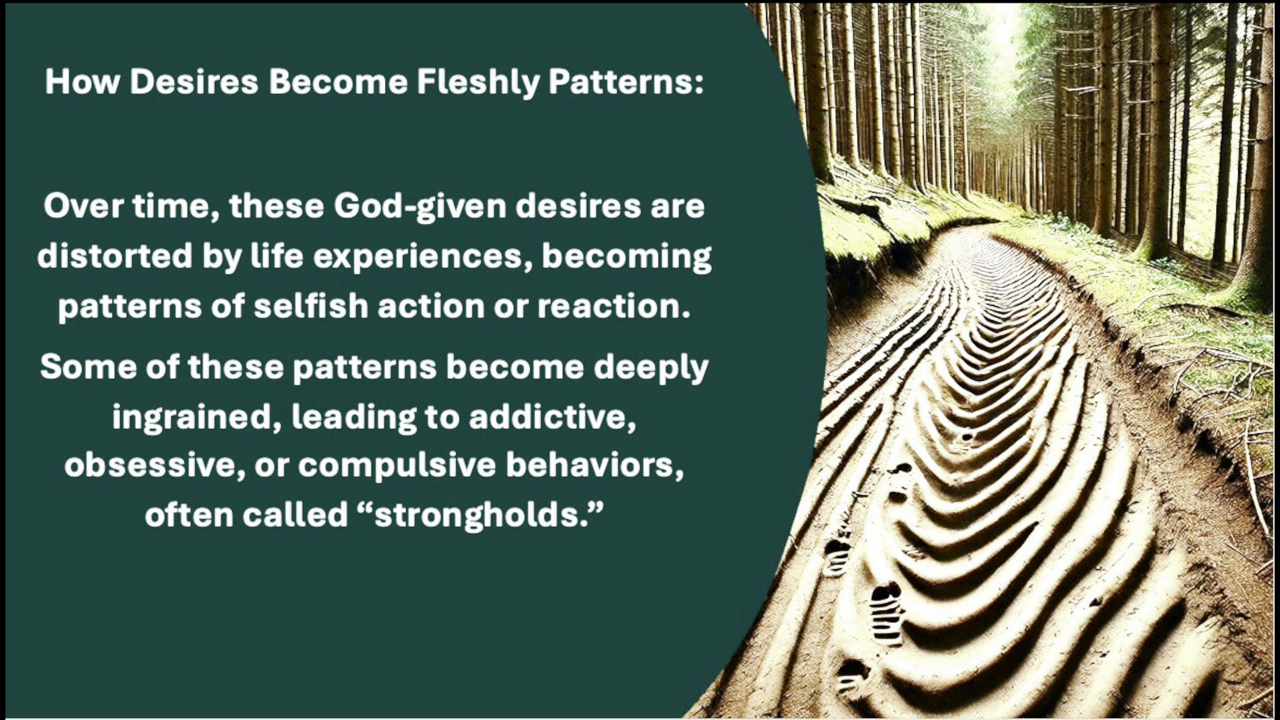 How Desires Become Fleshly Patterns:
Over time, these God-given desires are
distorted by life experiences, becoming
patterns of selfish action or reaction.
Some of these patterns become deeply
ingrained, leading to addictive,
obsessive, or compulsive behaviors,
often called “strongholds.”